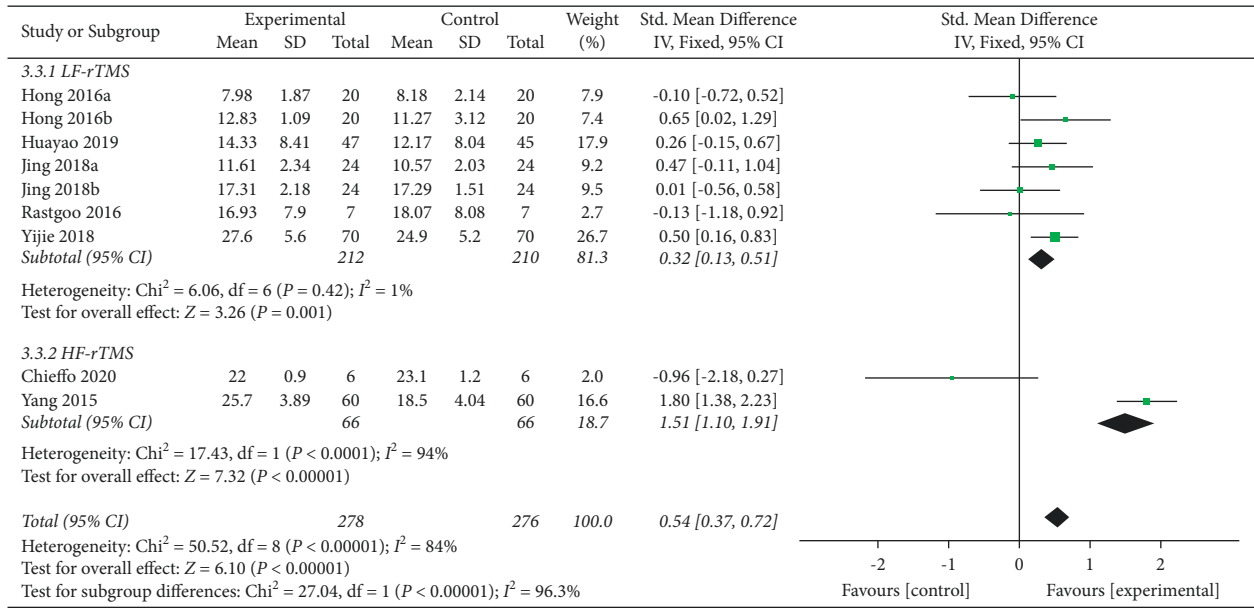 Study or Subgroup Experimental Control Weight (%) Std. Mean Difference IV, Fixed, 95% CI Std. Mean Difference IV, Fixed, 95% CI
Mean SD Total Mean SD Total
3.3.1 LF-rTMS
Hong 2016a 7.98 1.87 20 8.18 2.14 20 7.9 -0.10 [-0.72, 0.52]
Hong 2016b 12.83 1.09 20 11.27 3.12 20 7.4 0.65 [0.02, 1.29]
Huayao 2019 14.33 8.41 47 12.17 8.04 45 17.9 0.26 [-0.15, 0.67]
Jing 2018a 11.61 2.34 24 10.57 2.03 24 9.2 0.47 [-0.11, 1.04]
Jing 2018b 17.31 2.18 24 17.29 1.51 24 9.5 0.01 [-0.56, 0.58]
Rastgoo 2016 16.93 7.9 7 18.07 8.08 7 2.7 -0.13 [-1.18, 0.92]
Yijie 2018 27.6 5.6 70 24.9 5.2 70 26.7 0.50 [0.16, 0.83]
Subtotal (95% CI) 212 210 81.3 0.32 [0.13, 0.51]
Heterogeneity: Chi² = 6.06, df = 6 (P = 0.42); I² = 1%
Test for overall effect: Z = 3.26 (P = 0.001)
3.3.2 HF-rTMS
Chieffo 2020 22 0.9 6 23.1 1.2 6 2.0 -0.96 [-2.18, 0.27]
Yang 2015 25.7 3.89 60 18.5 4.04 60 16.6 1.80 [1.38, 2.23]
Subtotal (95% CI) 66 66 18.7 1.51 [1.10, 1.91]
Heterogeneity: Chi² = 17.43, df = 1 (P < 0.0001); I² = 94%
Test for overall effect: Z = 7.32 (P < 0.00001)
Total (95% CI) 278 276 100.0 0.54 [0.37, 0.72]
Heterogeneity: Chi² = 50.52, df = 8 (P < 0.00001); I² = 84%
Test for overall effect: Z = 6.10 (P < 0.00001)
Test for subgroup differences: Chi² = 27.04, df = 1 (P < 0.00001); I² = 96.3%
-2 -1 0 1 2
Favours [control] Favours [experimental]